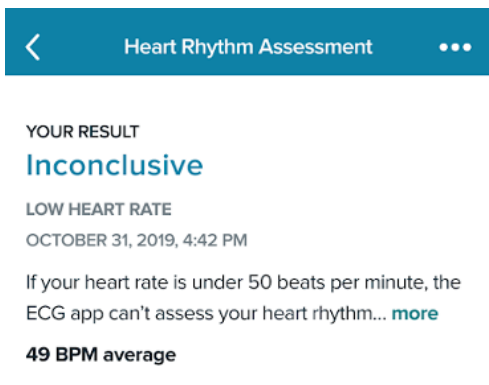 Heart Rhythm Assessment
YOUR RESULT
Inconclusive
LOW HEART RATE
OCTOBER 31, 2019, 4:42 PM
If your heart rate is under 50 beats per minute, the
ECG app can't assess your heart rhythm... more
49 BPM average